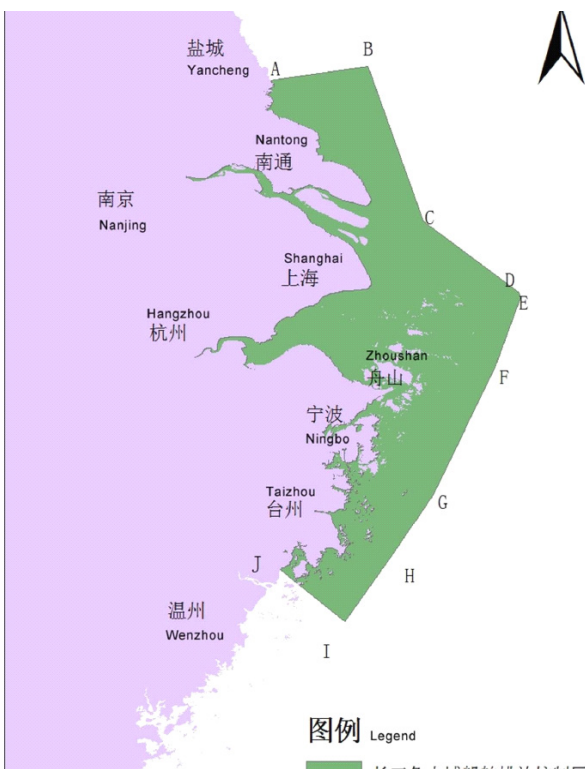 盐城
Yancheng
A
B
Nantong
南通
南京
Nanjing
C
Shanghai
上海
D
E
Hangzhou
杭州
Zhoushan
舟山
F
宁波
Ningbo
Taizhou
台州
G
J
H
温州
Wenzhou
I
图例 Legend